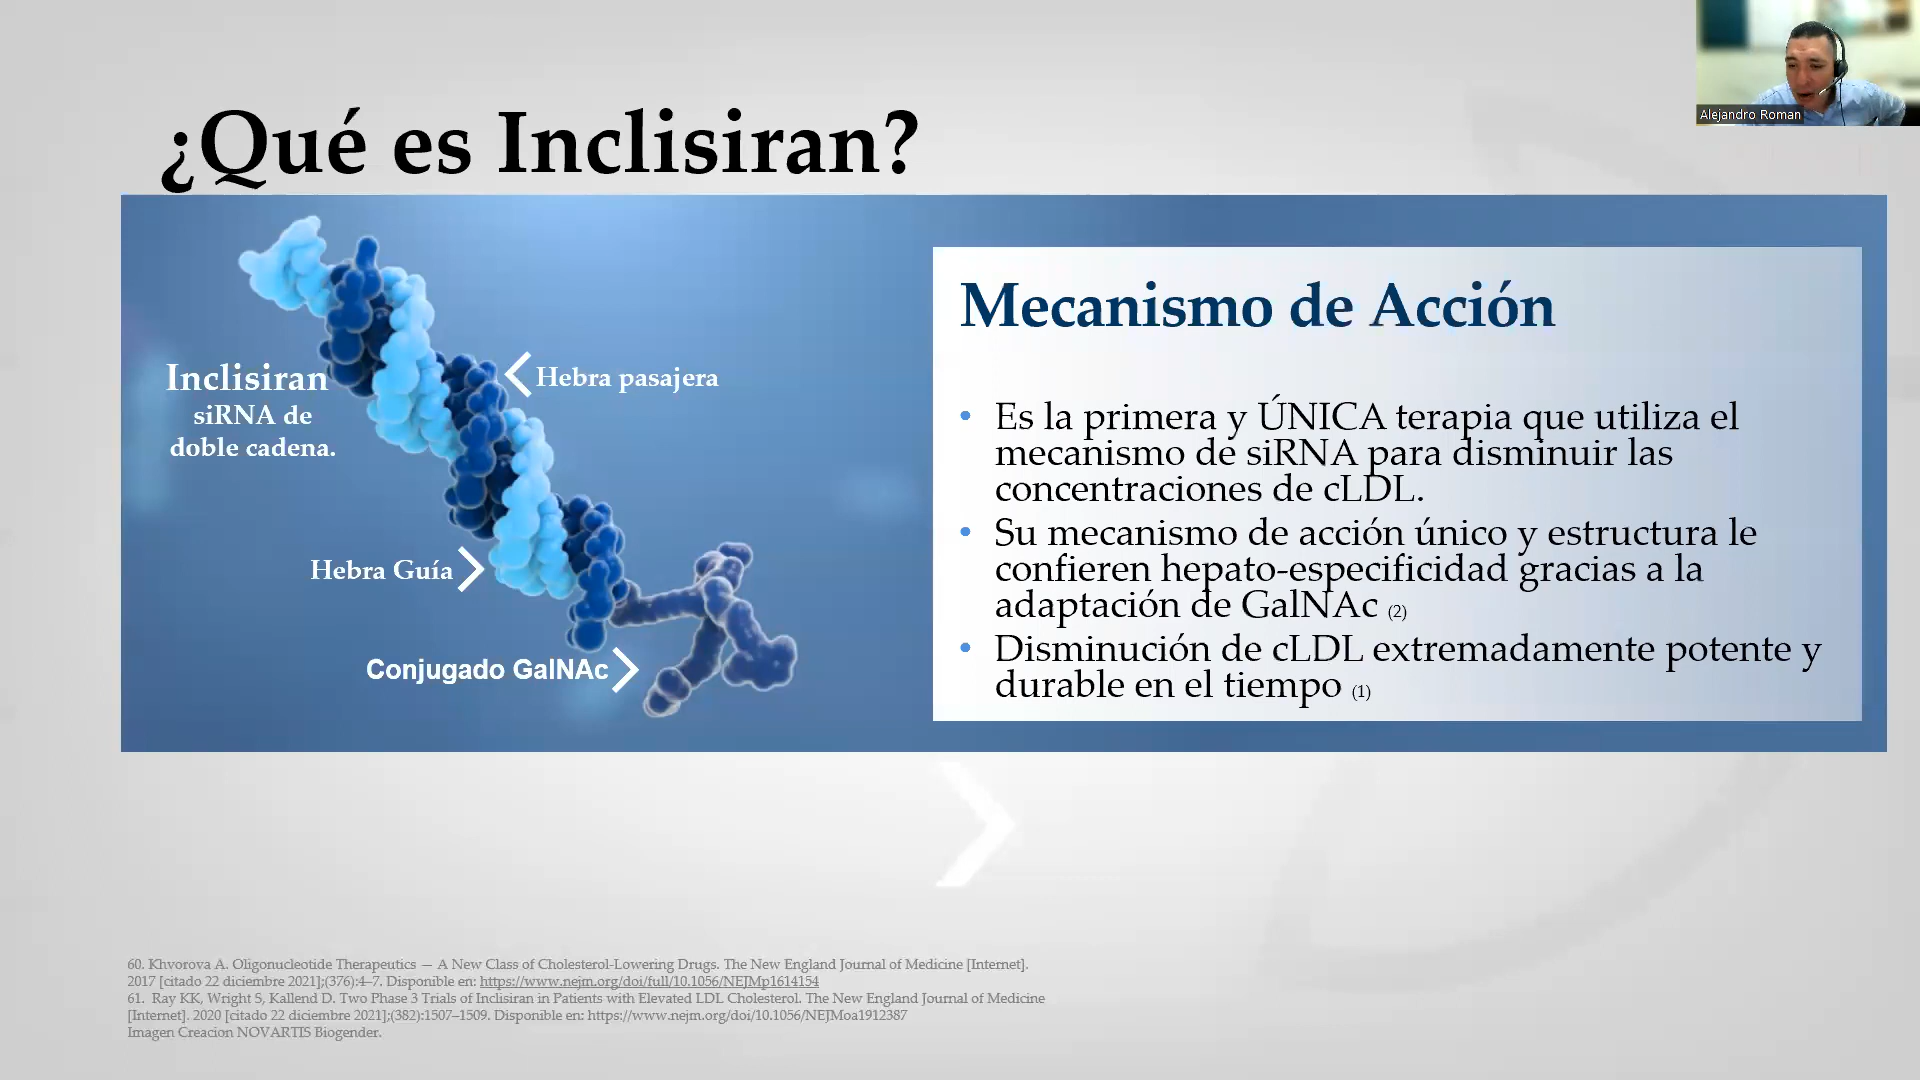 Alejandro Roman
¿Qué es Inclisiran?
Inclisiran
siRNA de
doble cadena.
Hebra pasajera
Hebra Guía
Conjugado GalNAc
Mecanismo de Acción
• Es la primera y ÚNICA terapia que utiliza el
mecanismo de siRNA para disminuir las
concentraciones de cLDL.
• Su mecanismo de acción único y estructura le
confieren hepato-especificidad gracias a la
adaptación de GalNAc (2)
• Disminución de cLDL extremadamente potente y
durable en el tiempo (1)
60. Khvorova A. Oligonucleotide Therapeutics — A New Class of Cholesterol-Lowering Drugs. The New England Journal of Medicine [Internet].
2017 [citado 22 diciembre 2021];(376):4–7. Disponible en: https://www.nejm.org/doi/full/10.1056/NEJMp1614154
61. Ray KK, Wright S, Kallend D. Two Phase 3 Trials of Inclisiran in Patients with Elevated LDL Cholesterol. The New England Journal of Medicine
[Internet]. 2020 [citado 22 diciembre 2021];(382):1507–1509. Disponible en: https://www.nejm.org/doi/10.1056/NEJMoa1912387
Imagen Creacion NOVARTIS Biogender.